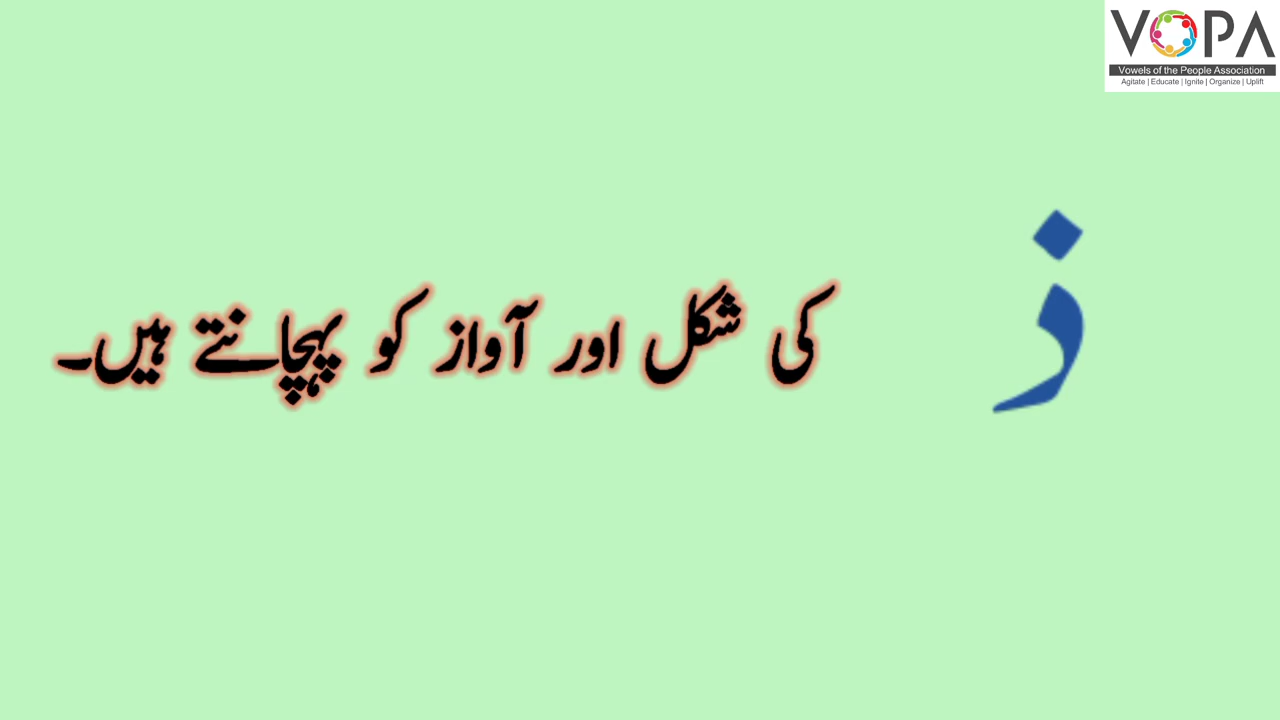 VOPA
Vowels of the People Association
Agitate | Educate | Ignite | Organize | Uplift
ذ کی شکل اور آواز کو پہچانتے ہیں۔